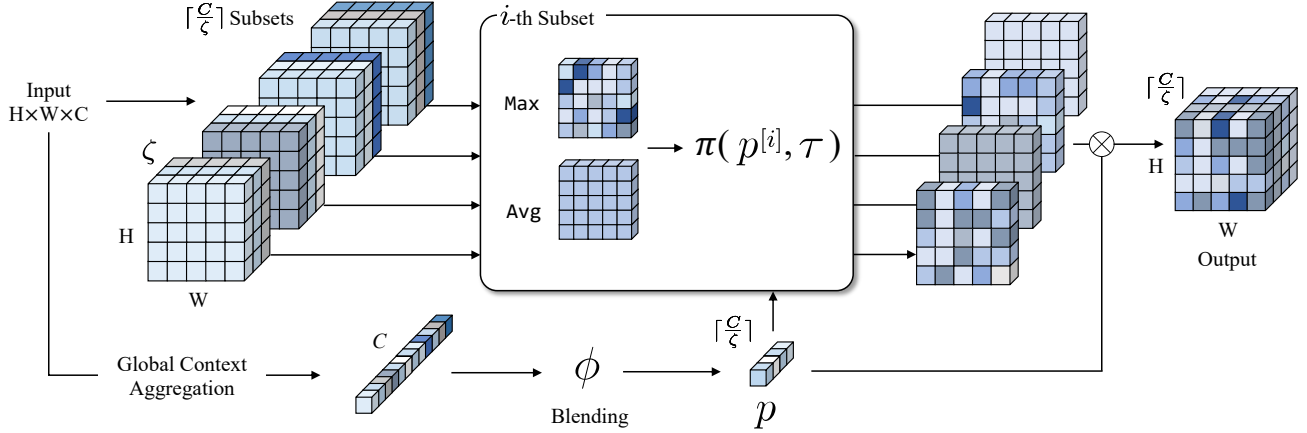 ⌈C/ζ⌉ Subsets
Input
H×W×C
ζ
H
W
i-th Subset
Max
Avg
π( p^[i], τ )
⌈C/ζ⌉
H
W
Output
Global Context
Aggregation
C
ϕ
Blending
⌈C/ζ⌉
p